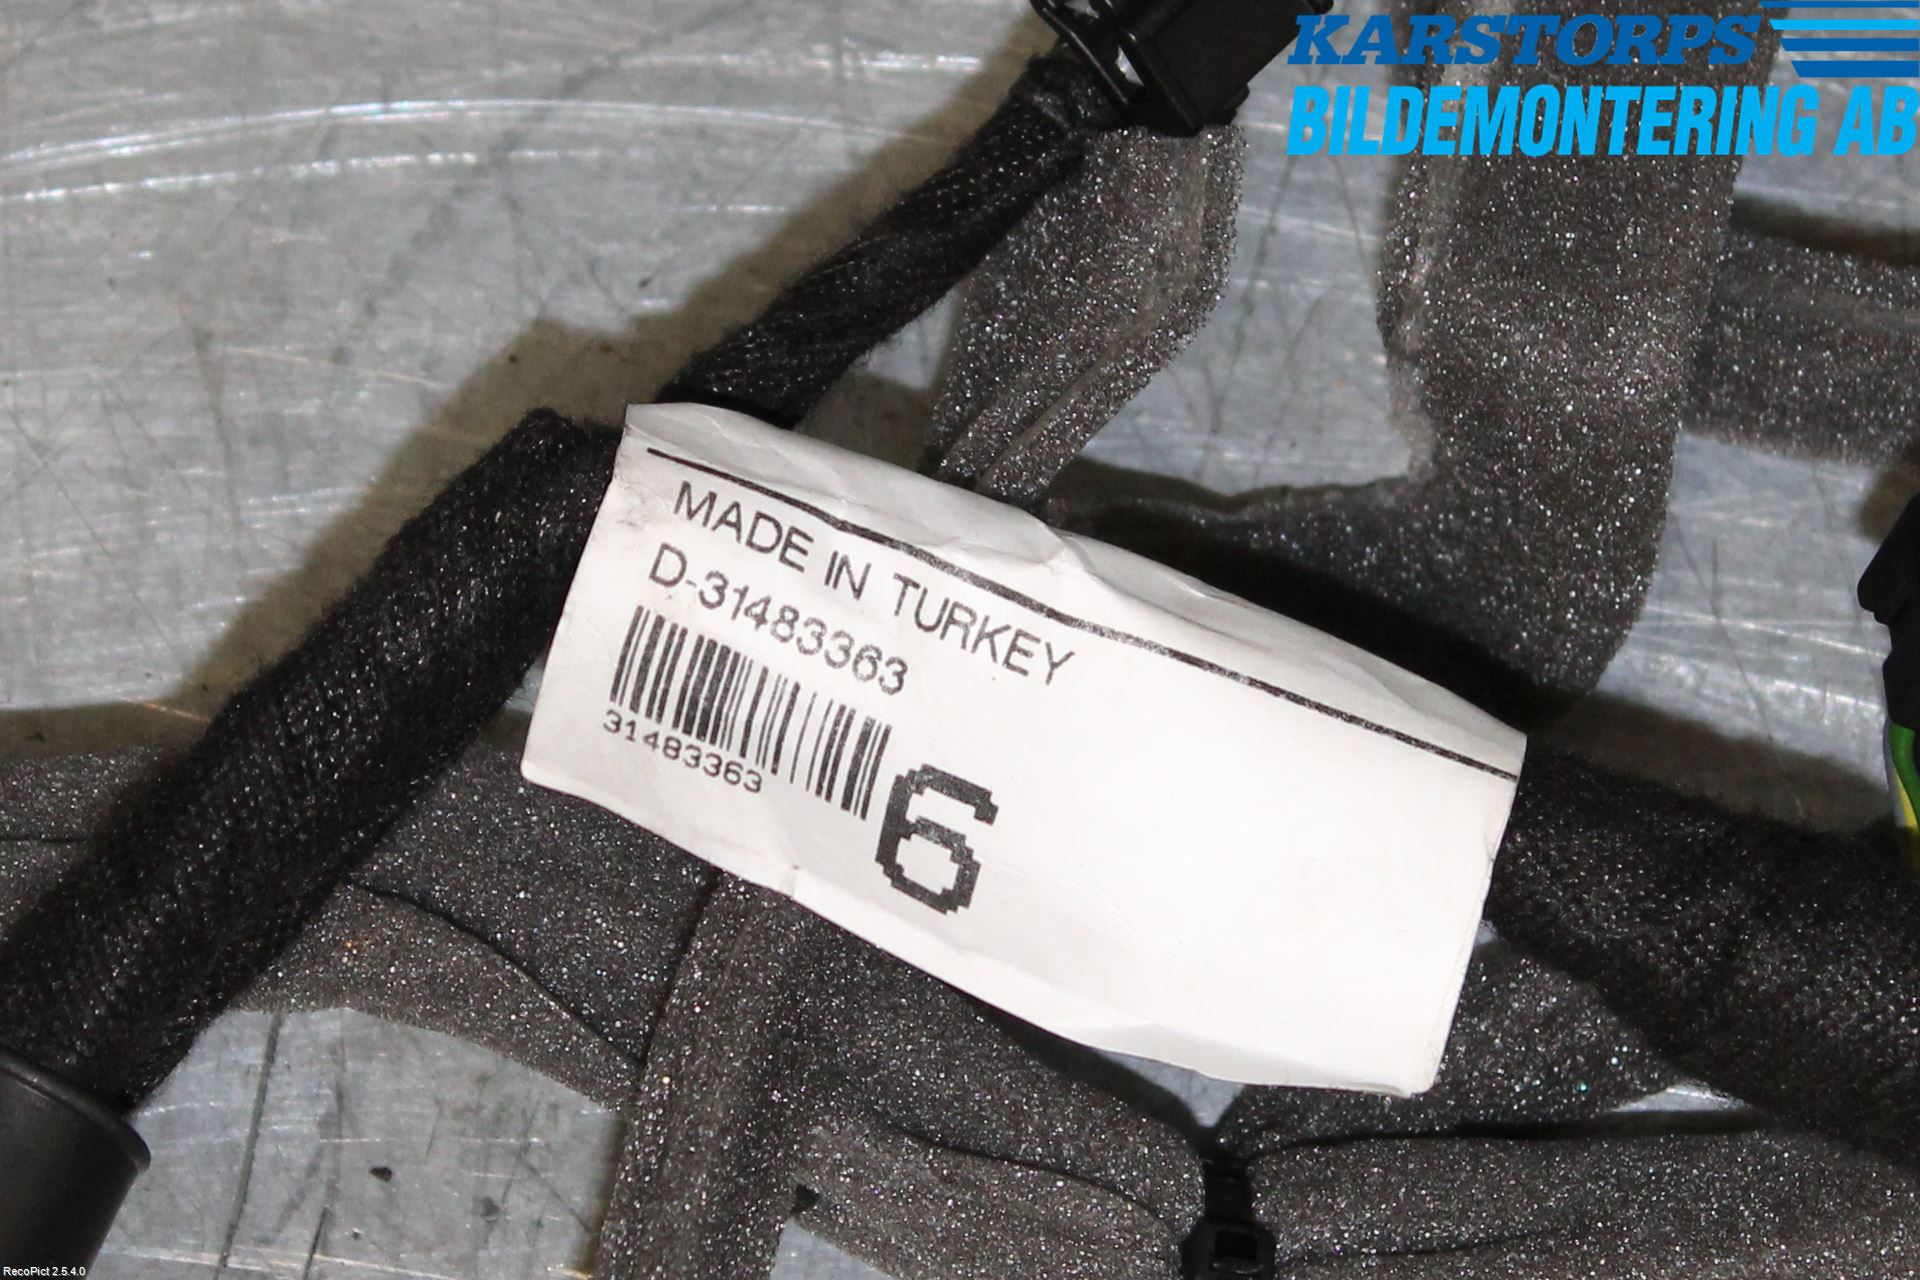 KARSTORPS
BILDEMONTERING AB
MADE IN TURKEY
D-31483363
31483363
6
RecoPict 2.5.4.0